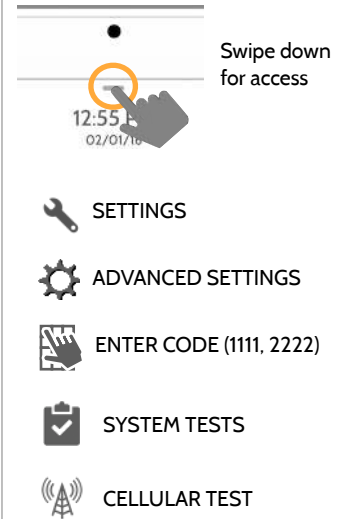 Swipe down
for access
12:55
02/01/16
SETTINGS
ADVANCED SETTINGS
ENTER CODE (1111, 2222)
SYSTEM TESTS
CELLULAR TEST